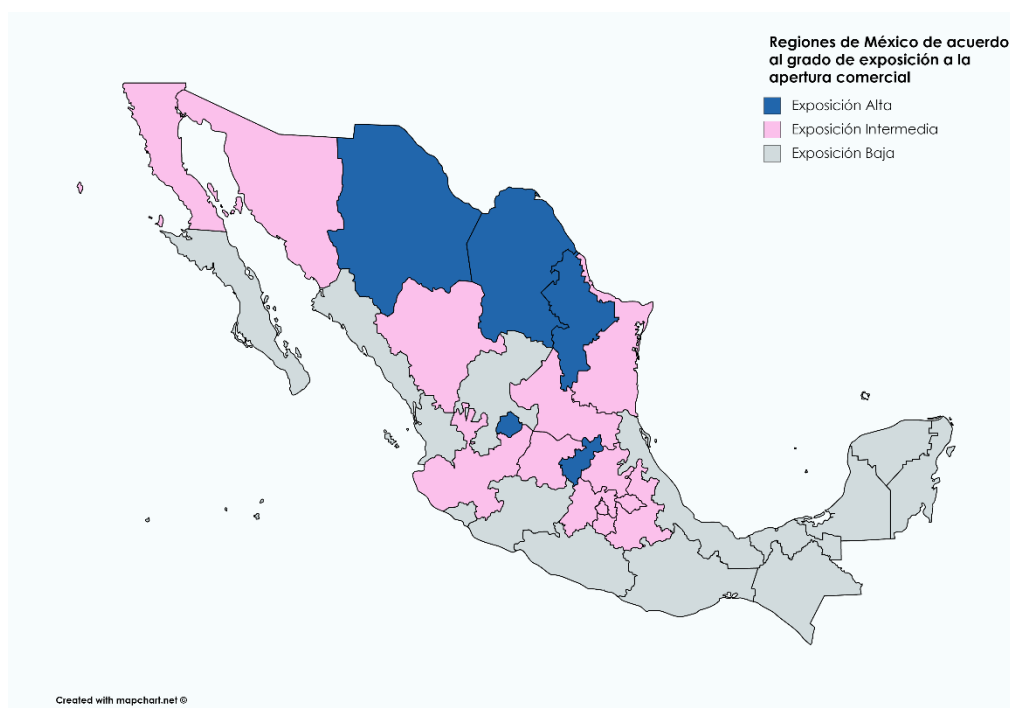 Regiones de México de acuerdo
al grado de exposición a la
apertura comercial
Exposición Alta
Exposición Intermedia
Exposición Baja
Created with mapchart.net ©